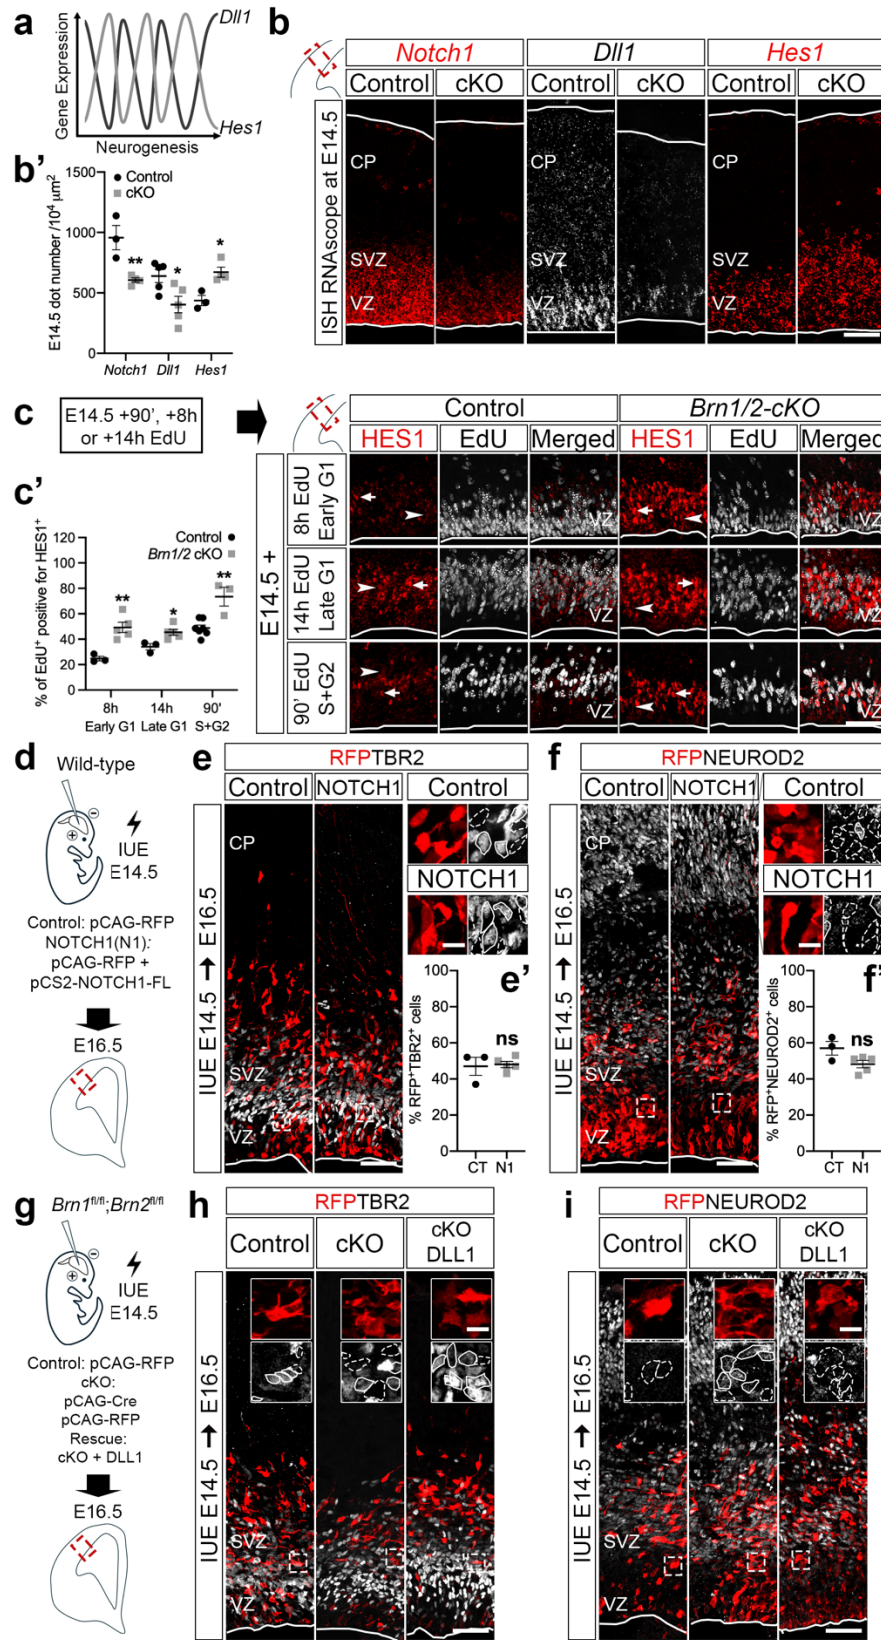 a
Dll1
Gene Expression
Neurogenesis
Hes1
b
Notch1 Dll1 Hes1
Control cKO Control cKO Control cKO
ISH RNAscope at E14.5
CP CP CP
SVZ SVZ SVZ
VZ VZ VZ
b'
Control
cKO
E14.5 dot number /10⁴ µm²
1500
1000
500
0
** * *
Notch1 Dll1 Hes1
c
E14.5 +90', +8h
or +14h EdU
Control Brn1/2-cKO
HES1 EdU Merged HES1 EdU Merged
E14.5 +
8h EdU
Early G1
VZ VZ
14h EdU
Late G1
VZ VZ
90' EdU
S+G2
VZ VZ
c'
Control
Brn1/2 cKO
% of EdU⁺ positive for HES1⁺
120
100
80
60
40
20
0
** * **
8h 14h 90'
Early G1 Late G1 S+G2
d
Wild-type
IUE
E14.5
Control: pCAG-RFP
NOTCH1(N1):
pCAG-RFP +
pCS2-NOTCH1-FL
E16.5
e
RFPTBR2
Control NOTCH1
Control
NOTCH1
IUE E14.5 → E16.5
CP
SVZ
VZ
e'
% RFP⁺TBR2⁺ cells
100
80
60
40
20
0
ns
CT N1
f
RFPNEUROD2
Control NOTCH1
Control
NOTCH1
IUE E14.5 → E16.5
CP
SVZ
VZ
f'
% RFP⁺NEUROD2⁺ cells
100
80
60
40
20
0
ns
CT N1
g
Brn1fl/fl;Brn2fl/fl
IUE
E14.5
Control: pCAG-RFP
cKO:
pCAG-Cre
pCAG-RFP
Rescue:
cKO + DLL1
E16.5
h
RFPTBR2
Control cKO cKO DLL1
IUE E14.5 → E16.5
SVZ
VZ
i
RFPNEUROD2
Control cKO cKO DLL1
IUE E14.5 → E16.5
SVZ
VZ